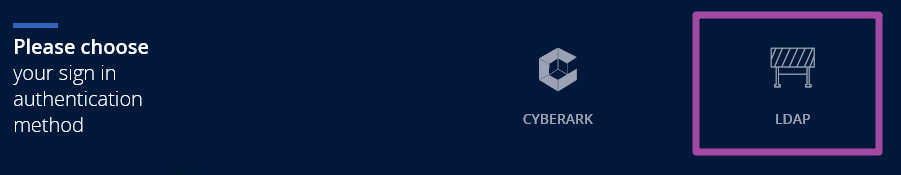 Please choose
your sign in
authentication
method
CYBERARK
LDAP